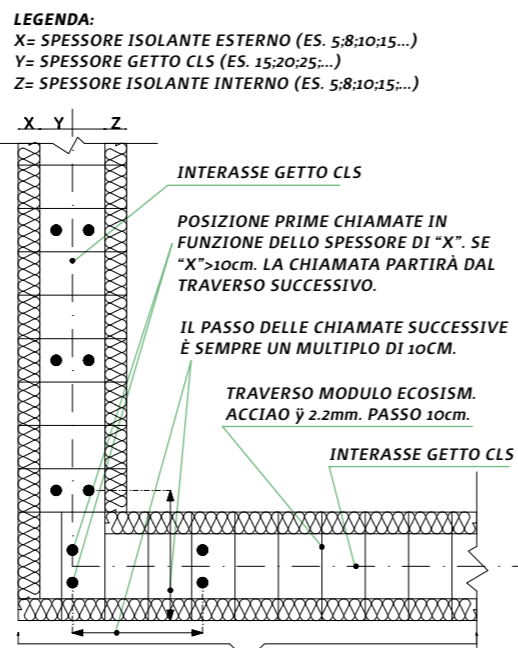 LEGENDA:
X= SPESSORE ISOLANTE ESTERNO (ES. 5;8;10;15...)
Y= SPESSORE GETTO CLS (ES. 15;20;25;...)
Z= SPESSORE ISOLANTE INTERNO (ES. 5;8;10;15;...)
X Y Z
INTERASSE GETTO CLS
POSIZIONE PRIME CHIAMATE IN
FUNZIONE DELLO SPESSORE DI “X”. SE
“X”>10cm. LA CHIAMATA PARTIRÀ DAL
TRAVERSO SUCCESSIVO.
IL PASSO DELLE CHIAMATE SUCCESSIVE
È SEMPRE UN MULTIPLO DI 10CM.
TRAVERSO MODULO ECOSISM.
ACCIAO ÿ 2.2mm. PASSO 10cm.
INTERASSE GETTO CLS